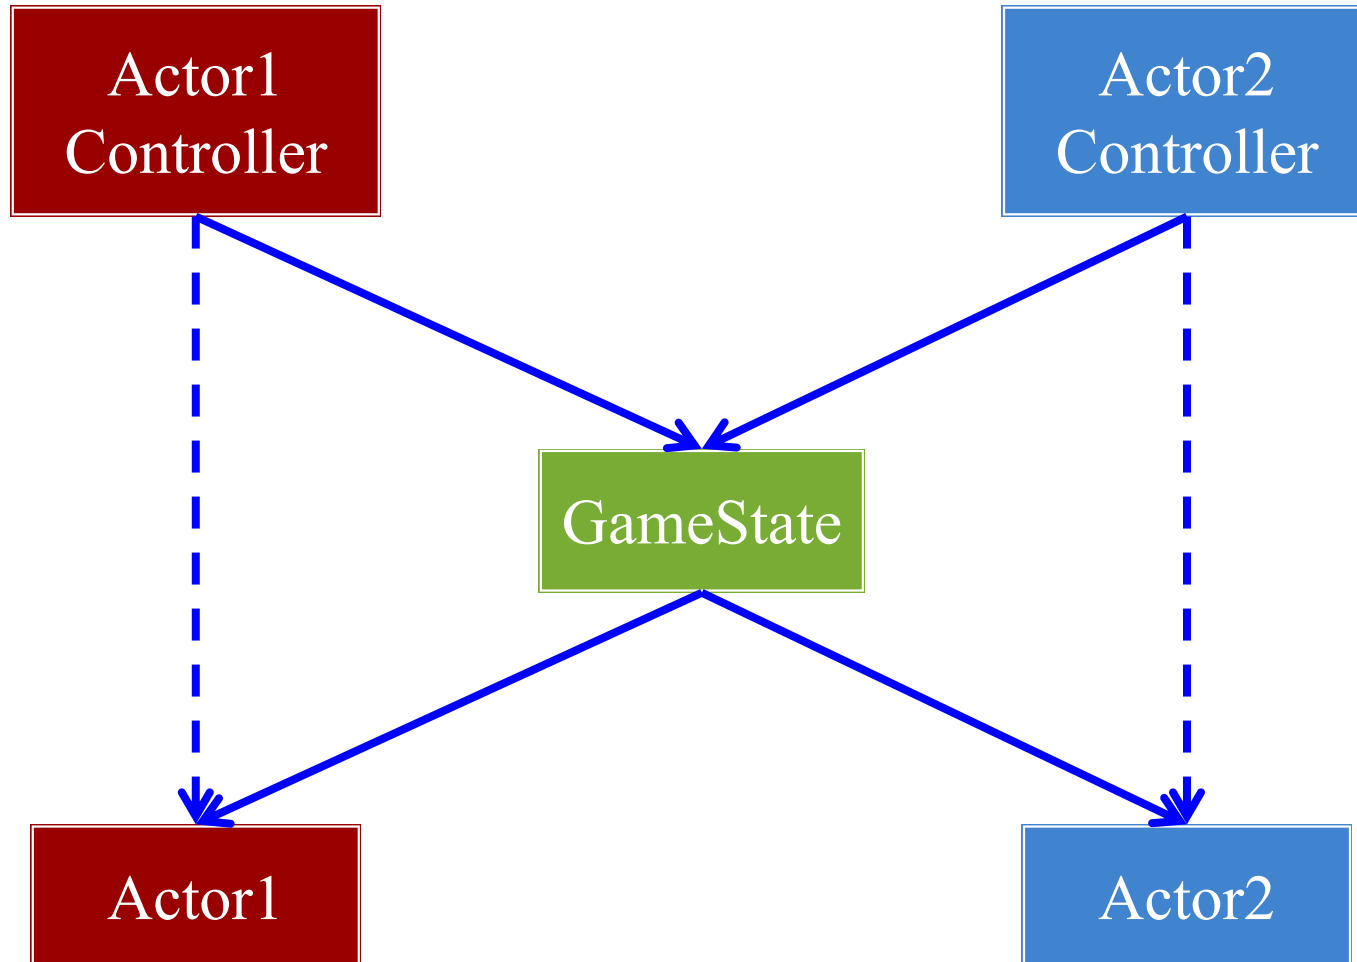 Actor1
Controller
Actor2
Controller
GameState
Actor1
Actor2